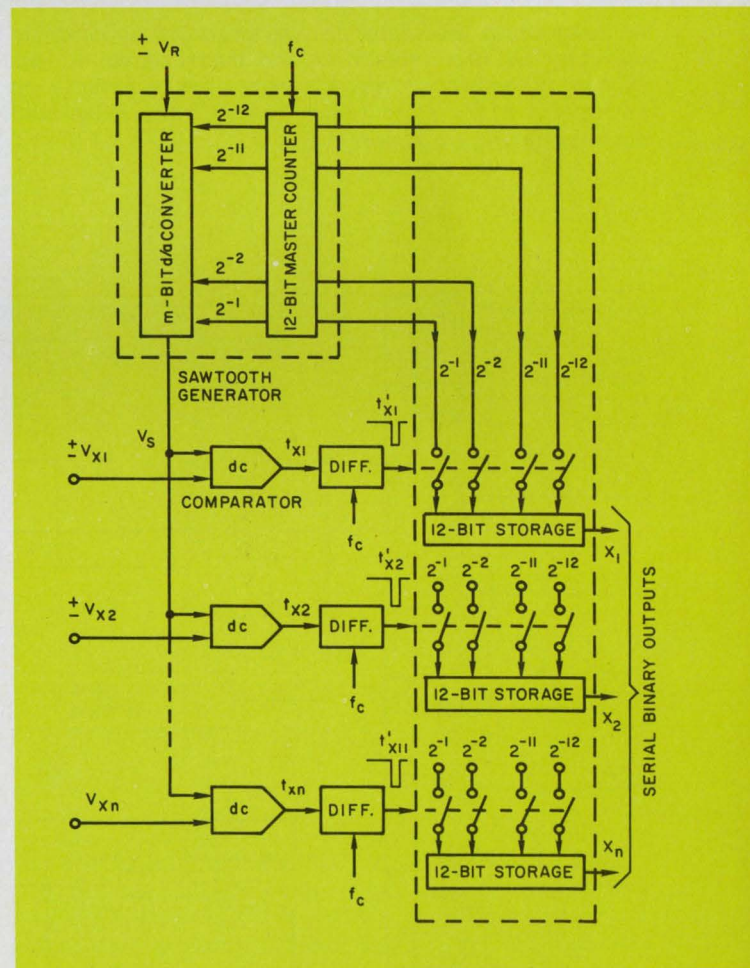 ± V_R
f_c
m-BIT d/a CONVERTER
2^-12
2^-11
2^-2
2^-1
12-BIT MASTER COUNTER
SAWTOOTH
GENERATOR
2^-1 2^-2 2^-11 2^-12
V_S
± V_X1
dc
COMPARATOR
t_X1
DIFF.
t'_X1
f_c
12-BIT STORAGE
X_1
± V_X2
dc
t_X2
DIFF.
t'_X2
f_c
2^-1 2^-2 2^-11 2^-12
12-BIT STORAGE
X_2
V_Xn
dc
t_xn
DIFF.
t'_X11
f_c
2^-1 2^-2 2^-11 2^-12
12-BIT STORAGE
X_n
SERIAL BINARY OUTPUTS